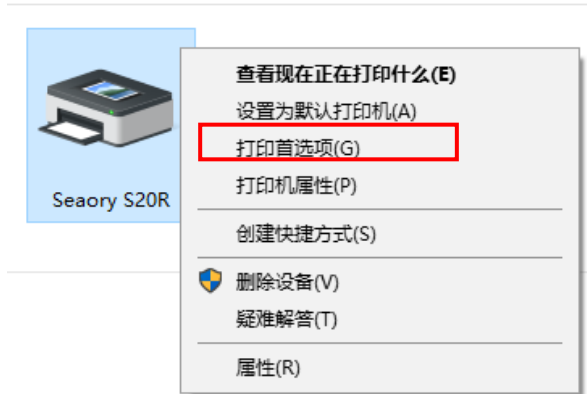 查看现在正在打印什么(E)
设置为默认打印机(A)
打印首选项(G)
打印机属性(P)
Seaory S20R
创建快捷方式(S)
删除设备(V)
疑难解答(T)
属性(R)